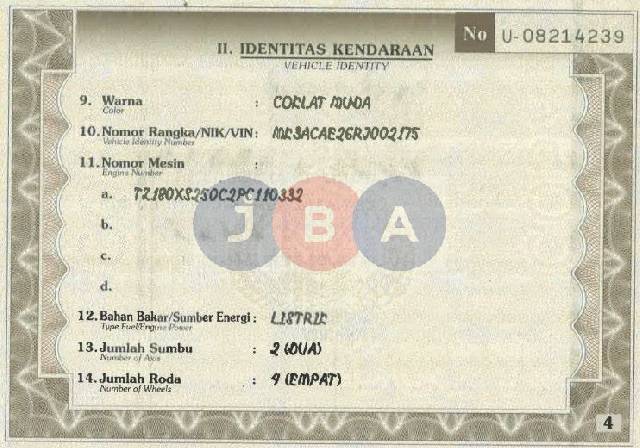 No U-08214239
II. IDENTITAS KENDARAAN
VEHICLE IDENTITY
9. Warna : COKLAT MUDA
Color
10. Nomor Rangka/NIK/VIN: MK3ACAE26RJ002175
Vehicle Identity Number
11. Nomor Mesin :
Engine Number
a. TZ180XS250C2PC110332
b.
JBA
c.
d.
12. Bahan Bakar/Sumber Energi : LISTRIK
Type Fuel/Engine Power
13. Jumlah Sumbu : 2 (DUA)
Number of Axis
14. Jumlah Roda : 4 (EMPAT)
Number of Wheels
4